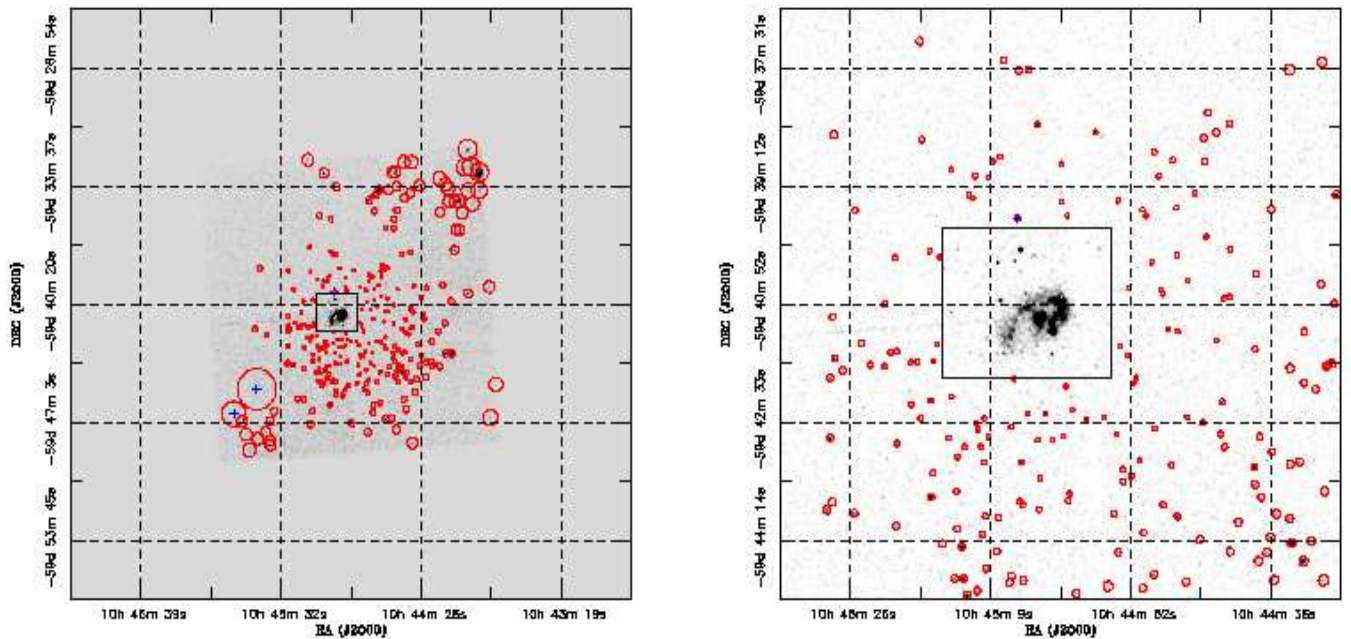 -59d 26m 54s
-59d 33m 37s
-59d 40m 20s
-59d 47m 3s
-59d 53m 45s
DEC (J2000)
10h 46m 39s 10h 45m 32s 10h 44m 26s 10h 43m 19s
RA (J2000)
-59d 37m 31s
-59d 39m 12s
-59d 40m 52s
-59d 42m 33s
-59d 44m 14s
DEC (J2000)
10h 45m 26s 10h 45m 9s 10h 44m 52s 10h 44m 36s
RA (J2000)